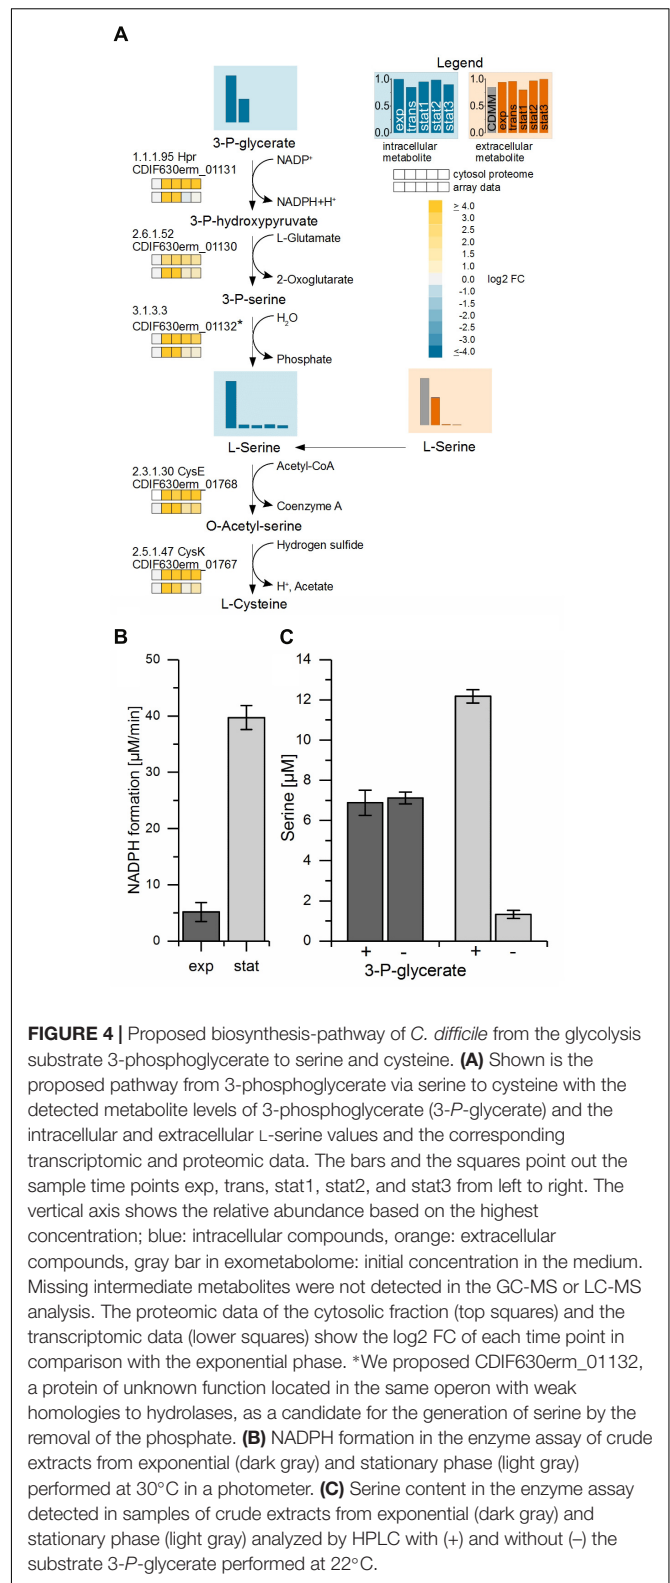 A
Legend
1.0
0.5
0.0
exp
trans
stat1
stat2
stat3
intracellular
metabolite
1.0
0.5
0.0
CDMM
exp
trans
stat1
stat2
stat3
extracellular
metabolite
cytosol proteome
array data
≥ 4.0
3.0
2.0
1.0
0.0
-1.0
-2.0
-2.5
-3.0
≤-4.0
log2 FC
3-P-glycerate
1.1.1.95 Hpr
CDIF630erm_01131
NADP⁺
NADPH+H⁺
3-P-hydroxypyruvate
2.6.1.52
CDIF630erm_01130
L-Glutamate
2-Oxoglutarate
3-P-serine
3.1.3.3
CDIF630erm_01132*
H₂O
Phosphate
L-Serine
L-Serine
2.3.1.30 CysE
CDIF630erm_01768
Acetyl-CoA
Coenzyme A
O-Acetyl-serine
2.5.1.47 CysK
CDIF630erm_01767
Hydrogen sulfide
H⁺, Acetate
L-Cysteine
B
NADPH formation [µM/min]
50
40
30
20
10
5
0
exp stat
C
Serine [µM]
14
12
10
8
6
4
2
0
+ - + -
3-P-glycerate
FIGURE 4 | Proposed biosynthesis-pathway of C. difficile from the glycolysis
substrate 3-phosphoglycerate to serine and cysteine. (A) Shown is the
proposed pathway from 3-phosphoglycerate via serine to cysteine with the
detected metabolite levels of 3-phosphoglycerate (3-P-glycerate) and the
intracellular and extracellular L-serine values and the corresponding
transcriptomic and proteomic data. The bars and the squares point out the
sample time points exp, trans, stat1, stat2, and stat3 from left to right. The
vertical axis shows the relative abundance based on the highest
concentration; blue: intracellular compounds, orange: extracellular
compounds, gray bar in exometabolome: initial concentration in the medium.
Missing intermediate metabolites were not detected in the GC-MS or LC-MS
analysis. The proteomic data of the cytosolic fraction (top squares) and the
transcriptomic data (lower squares) show the log2 FC of each time point in
comparison with the exponential phase. *We proposed CDIF630erm_01132,
a protein of unknown function located in the same operon with weak
homologies to hydrolases, as a candidate for the generation of serine by the
removal of the phosphate. (B) NADPH formation in the enzyme assay of crude
extracts from exponential (dark gray) and stationary phase (light gray)
performed at 30°C in a photometer. (C) Serine content in the enzyme assay
detected in samples of crude extracts from exponential (dark gray) and
stationary phase (light gray) analyzed by HPLC with (+) and without (–) the
substrate 3-P-glycerate performed at 22°C.